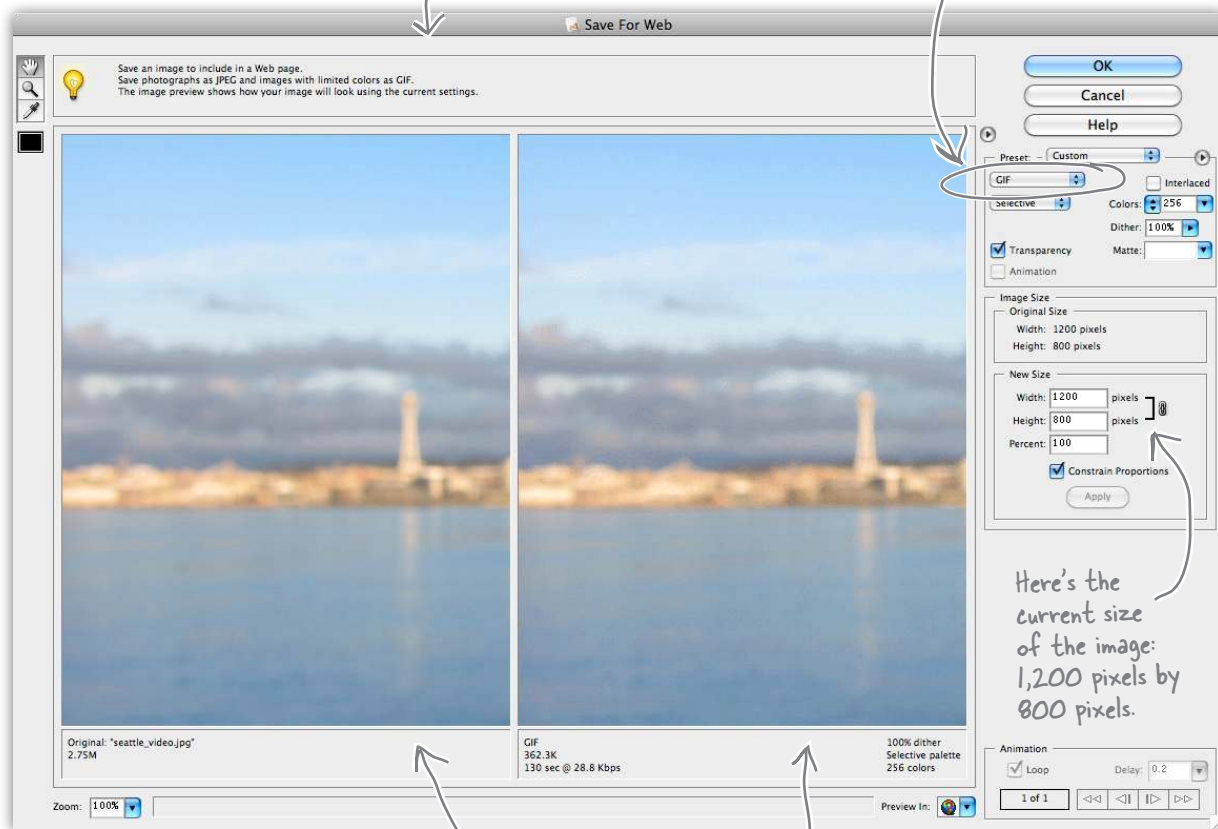 Save For Web
Save an image to include in a Web page.
Save photographs as JPEG and images with limited colors as GIF.
The image preview shows how your image will look using the current settings.
OK
Cancel
Help
Preset: Custom
GIF
Interlaced
Selective
Colors: 256
Dither: 100%
Transparency
Matte:
Animation
Image Size
Original Size
Width: 1200 pixels
Height: 800 pixels
New Size
Width: 1200 pixels
Height: 800 pixels
Percent: 100
Constrain Proportions
Apply
Here's the
current size
of the image:
1,200 pixels by
800 pixels.
Original: "seattle_video.jpg"
2.75M
GIF
362.3K
130 sec @ 28.8 Kbps
100% dither
Selective palette
256 colors
Animation
Loop
Delay: 0.2
1 of 1
Zoom: 100%
Preview In: